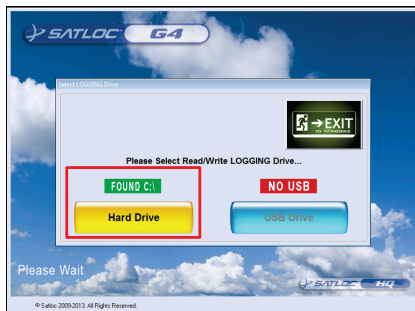 SATLOC G4
Select LOGGING Drive
EXIT
TO WINDOWS
Please Select Read/Write LOGGING Drive...
FOUND C:\ NO USB
Hard Drive USB Drive
Please Wait
SATLOC HQ
© Satloc 2009-2013. All Rights Reserved.